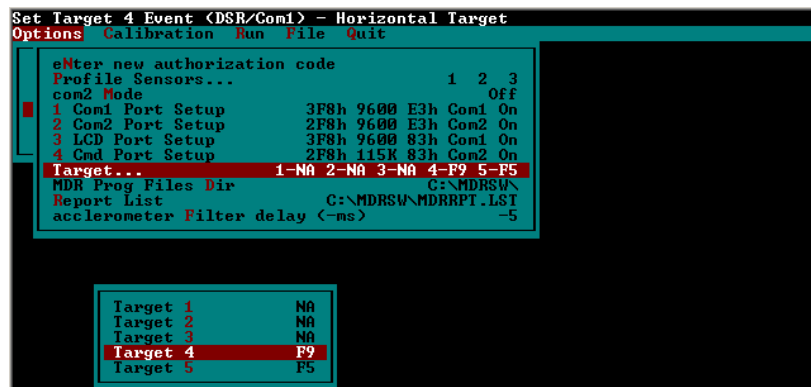 Set Target 4 Event (DSR/Com1) - Horizontal Target
Options Calibration Run File Quit
eNter new authorization code
Profile Sensors... 1 2 3
com2 Mode Off
1 Com1 Port Setup 3F8h 9600 E3h Com1 On
2 Com2 Port Setup 2F8h 9600 E3h Com2 On
3 LCD Port Setup 3F8h 9600 83h Com1 On
4 Cmd Port Setup 2F8h 115K 83h Com2 On
Target... 1-NA 2-NA 3-NA 4-F9 5-F5
MDR Prog Files Dir C:\MDRSW\
Report List C:\MDRSW\MDRRPT.LST
acclerometer Filter delay (-ms) -5
Target 1 NA
Target 2 NA
Target 3 NA
Target 4 F9
Target 5 F5